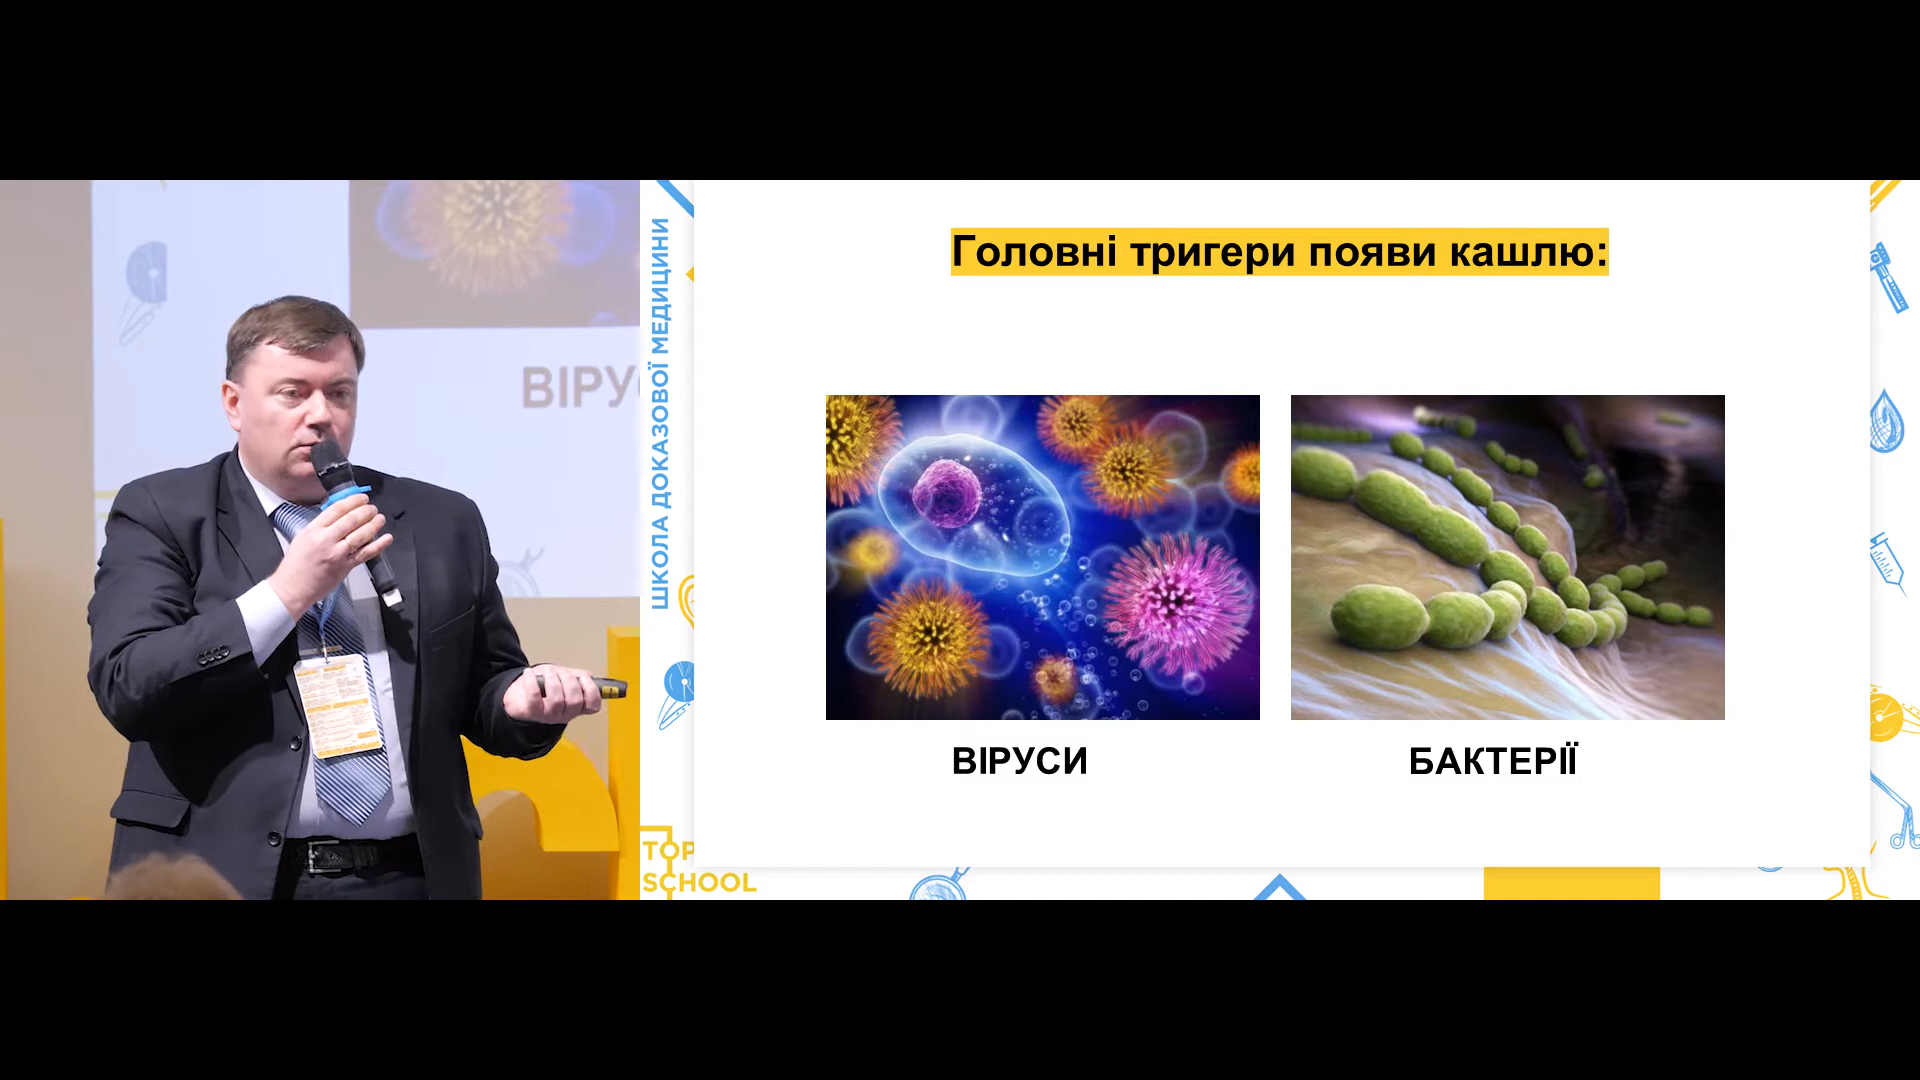 ВІРУ
ШКОЛА ДОКАЗОВОЇ МЕДИЦИНИ
TOP
SCHOOL
Головні тригери появи кашлю:
ВІРУСИ
БАКТЕРІЇ